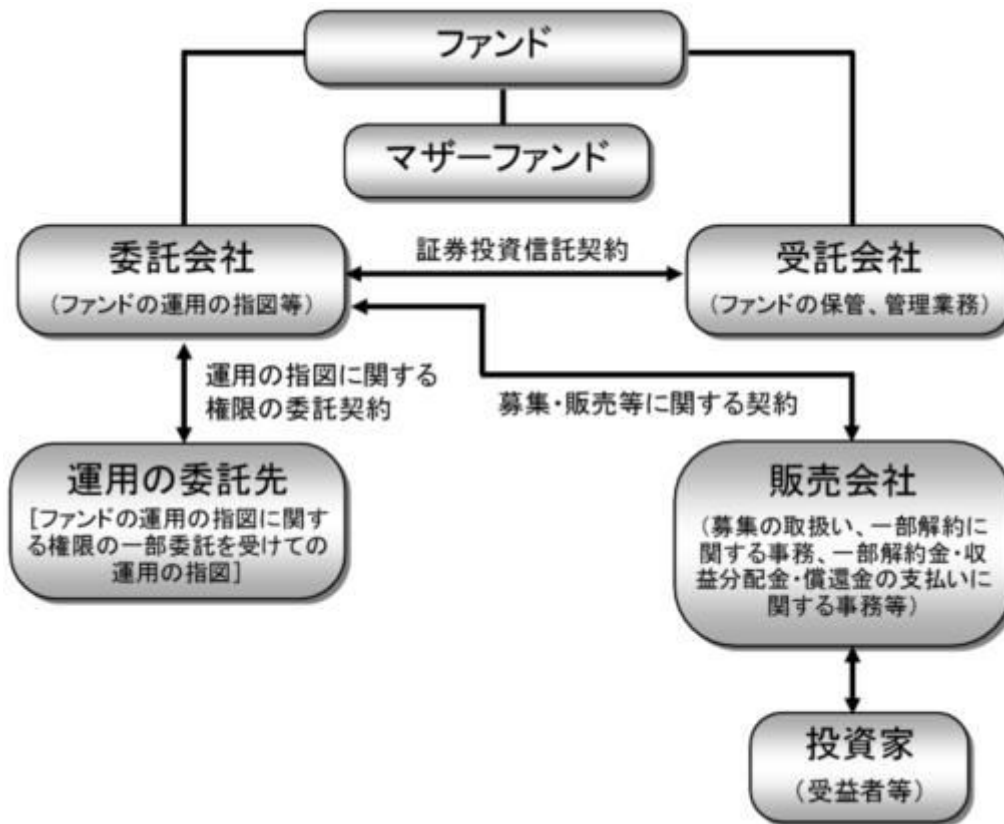 ファンド
マザーファンド
委託会社
（ファンドの運用の指図等）
証券投資信託契約
受託会社
（ファンドの保管、管理業務）
運用の指図に関する
権限の委託契約
募集・販売等に関する契約
運用の委託先
[ファンドの運用の指図に関す
る権限の一部委託を受けての
運用の指図]
販売会社
（募集の取扱い、一部解約に
関する事務、一部解約金・収
益分配金・償還金の支払いに
関する事務等）
投資家
（受益者等）